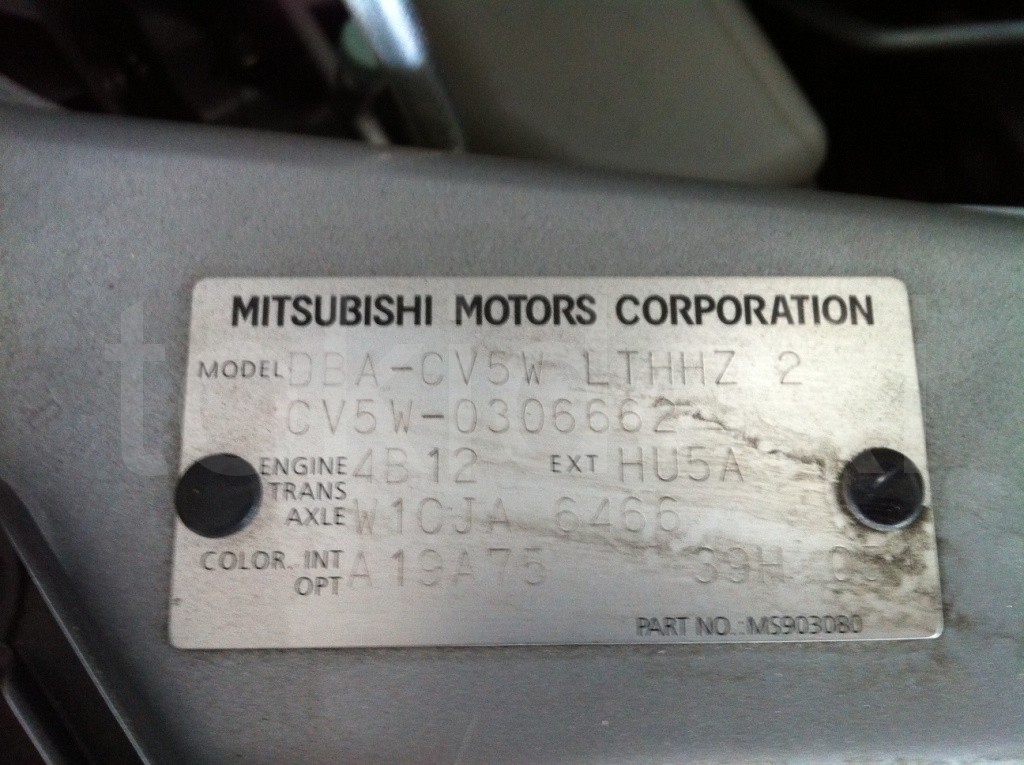 MITSUBISHI MOTORS CORPORATION
MODEL DBA-CV5W LTHHZ 2
CV5W-0306662
ENGINE 4B12 EXT HU5A
TRANS
AXLE W1CJA 6466
COLOR. INT A19A75 39H
OPT
PART NO.:MS903080